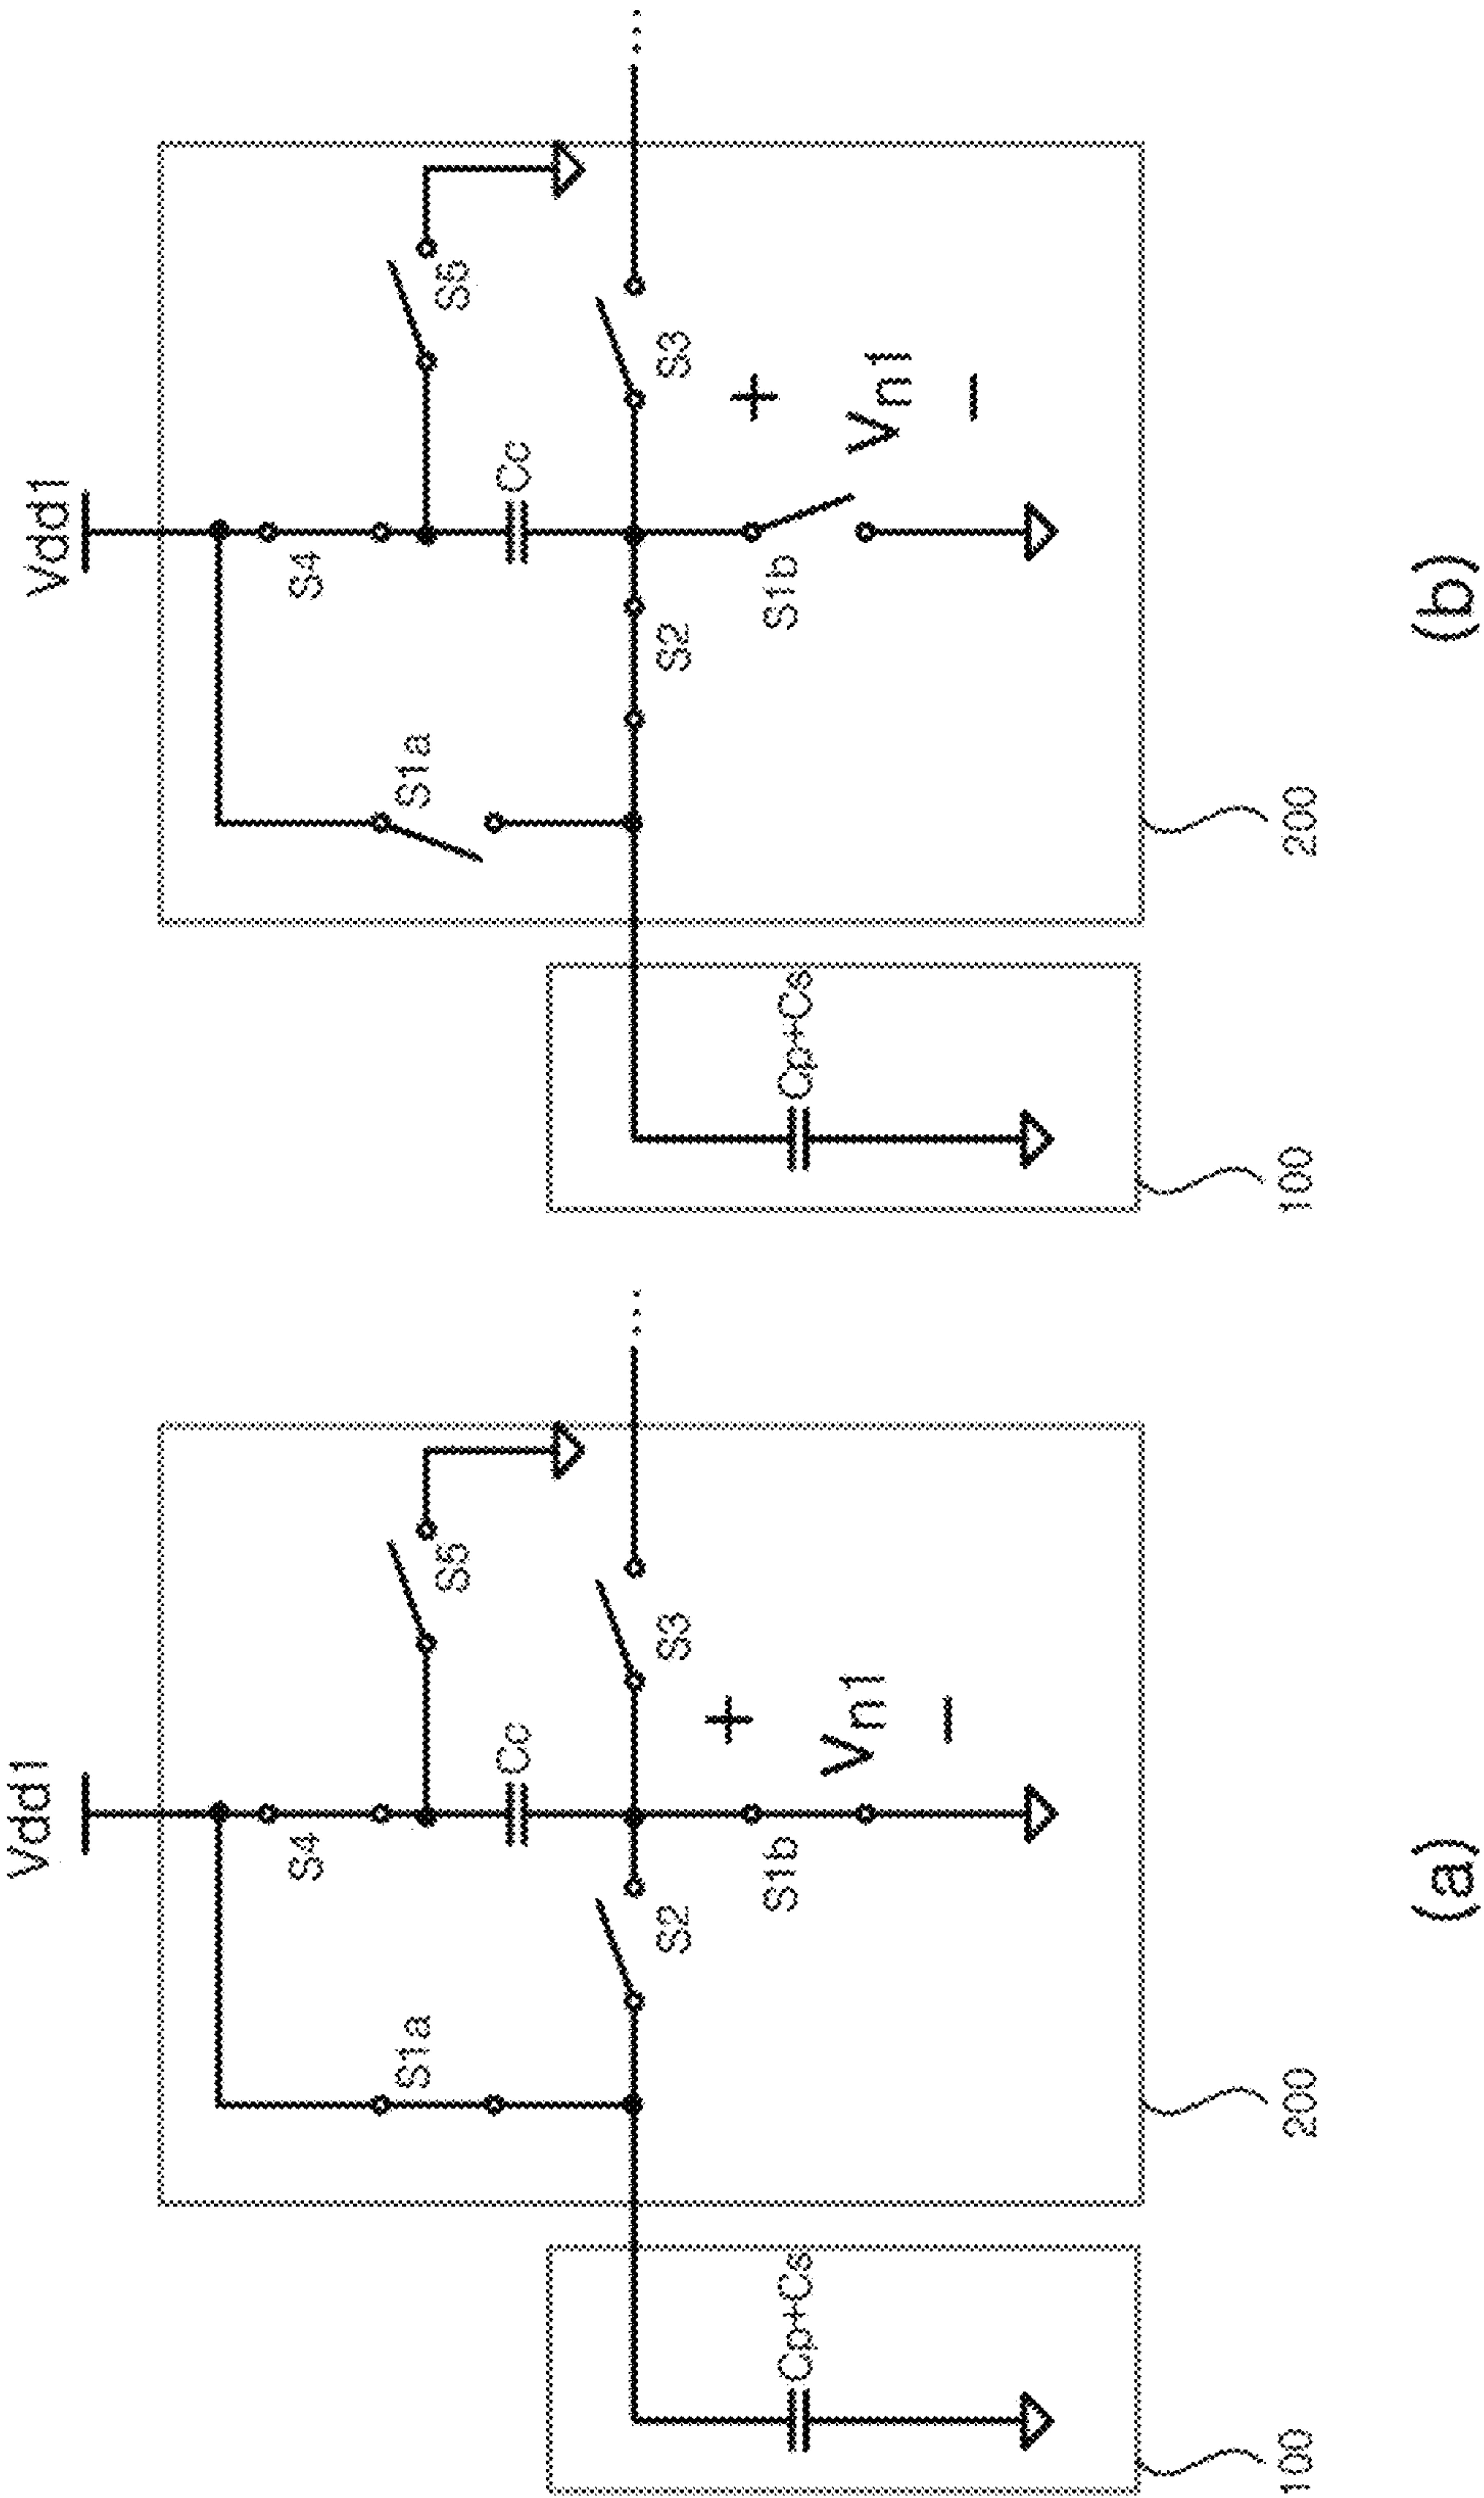 Vdd1
S4
S1a
S5
Cc
S2
S3
+
S1b
Vn1
−
Cp+Cs
100
200
(a)
Vdd1
S4
S1a
S5
Cc
S2
S3
+
S1b
Vn1
−
Cp+Cs
100
200
(b)